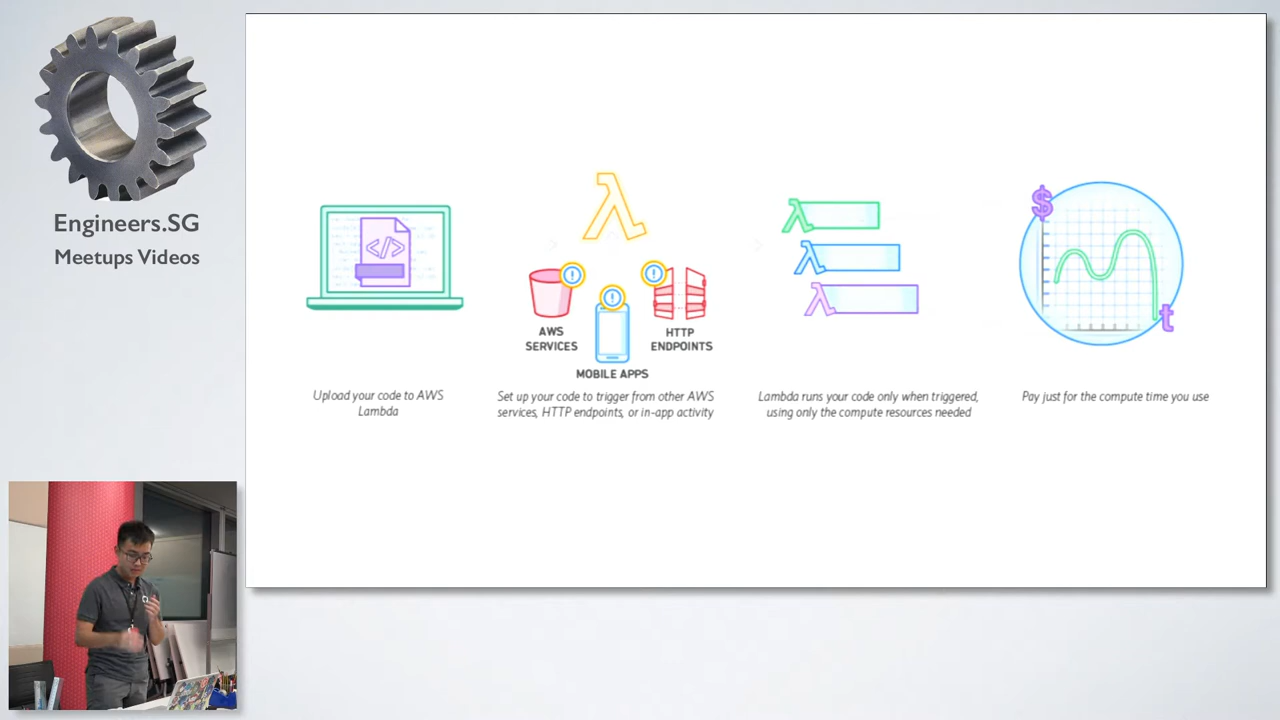 Engineers.SG
Meetups Videos
AWS
SERVICES
MOBILE APPS
HTTP
ENDPOINTS
$
t
Upload your code to AWS
Lambda
Set up your code to trigger from other AWS
services, HTTP endpoints, or in-app activity
Lambda runs your code only when triggered,
using only the compute resources needed
Pay just for the compute time you use